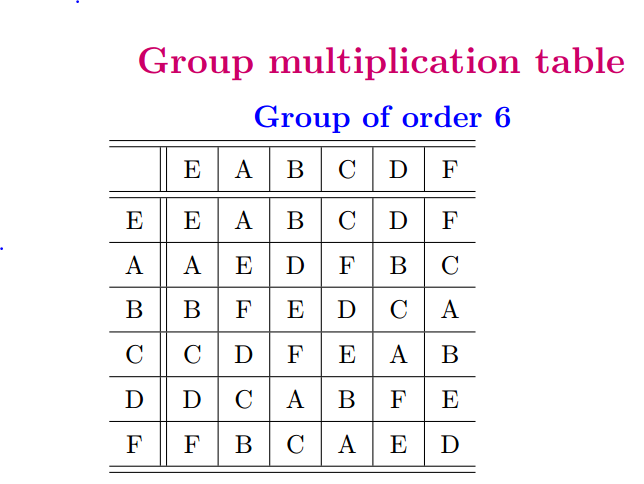 Group multiplication table
Group of order 6
E A B C D F
E E A B C D F
A A E D F B C
B B F E D C A
C C D F E A B
D D C A B F E
F F B C A E D